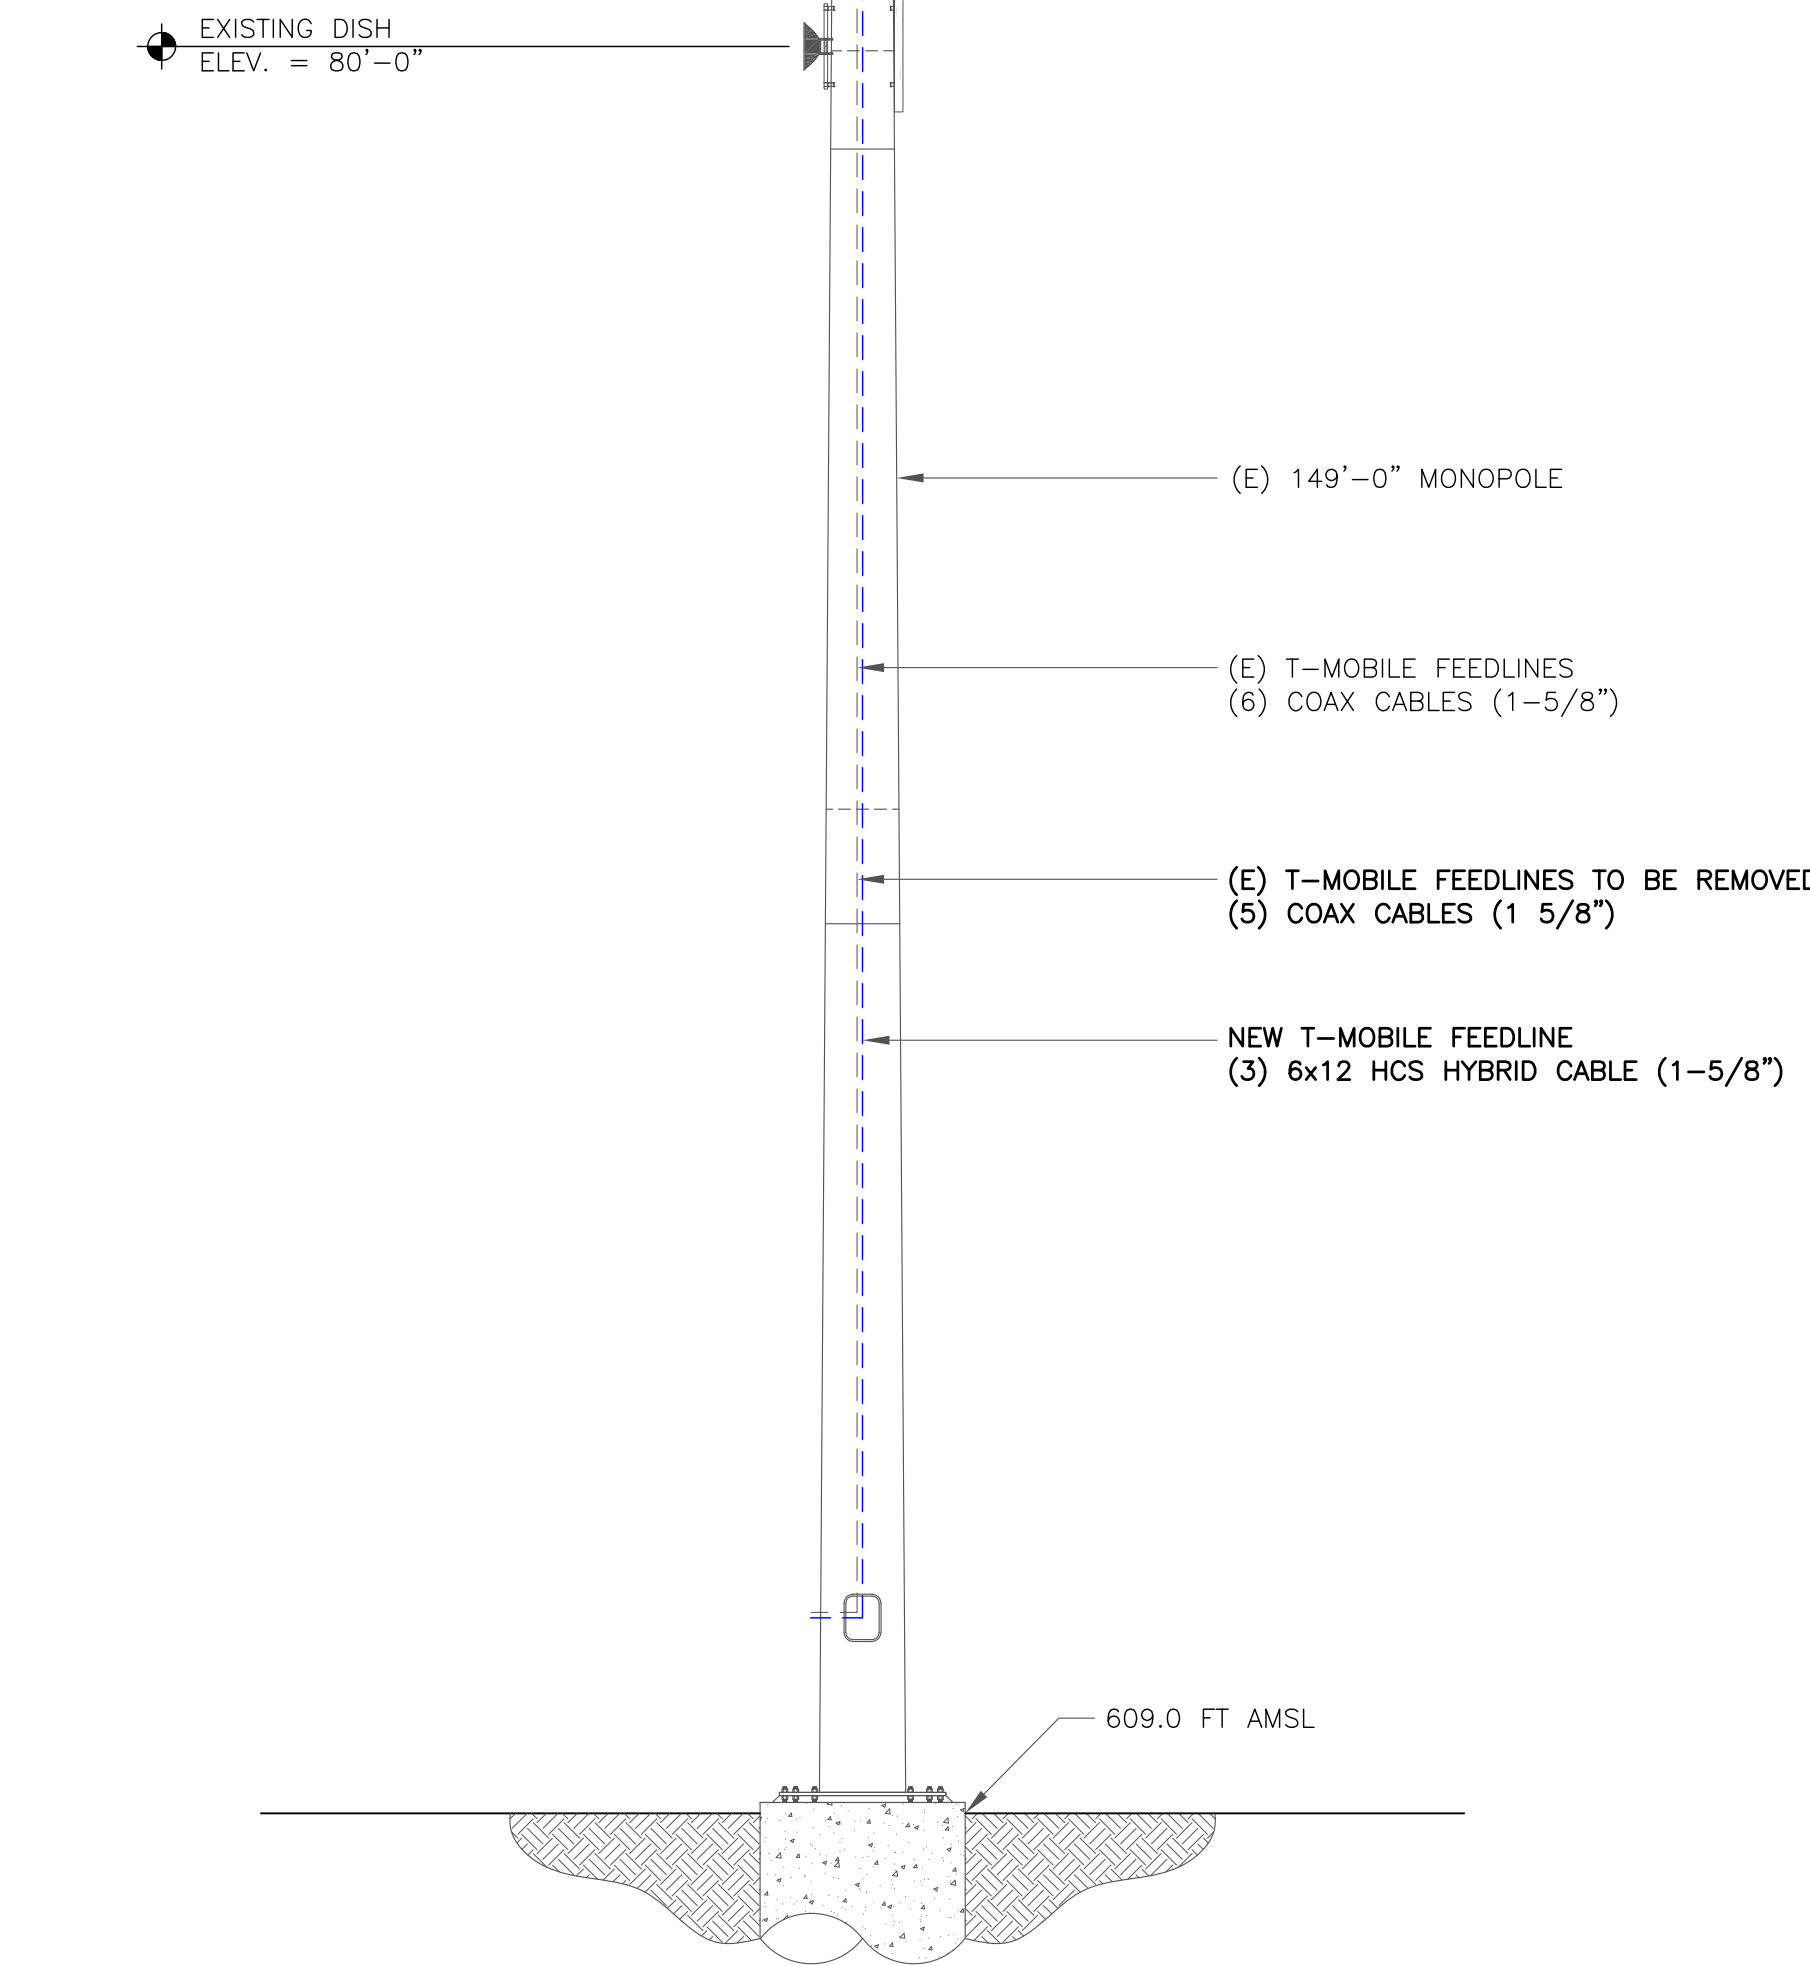 EXISTING DISH
ELEV. = 80'-0"
(E) 149'-0" MONOPOLE
(E) T-MOBILE FEEDLINES
(6) COAX CABLES (1-5/8")
(E) T-MOBILE FEEDLINES TO BE REMOVED
(5) COAX CABLES (1 5/8")
NEW T-MOBILE FEEDLINE
(3) 6x12 HCS HYBRID CABLE (1-5/8")
609.0 FT AMSL